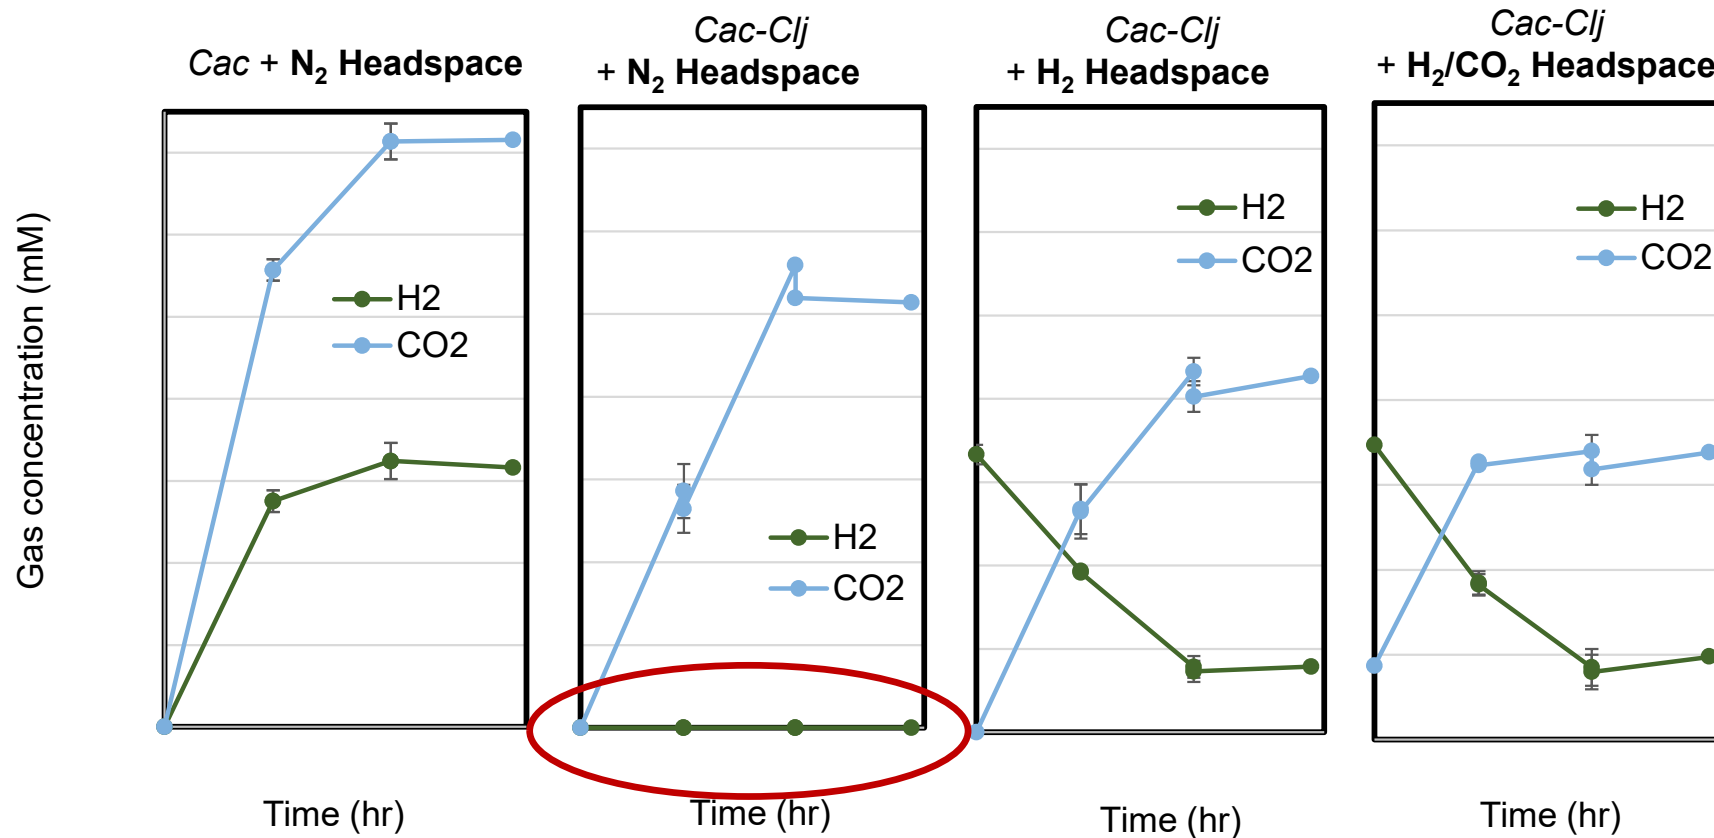 Cac + N₂ Headspace
Cac-Clj
+ N₂ Headspace
Cac-Clj
+ H₂ Headspace
Cac-Clj
+ H₂/CO₂ Headspace
Gas concentration (mM)
H2
CO2
H2
CO2
H2
CO2
H2
CO2
Time (hr)
Time (hr)
Time (hr)
Time (hr)